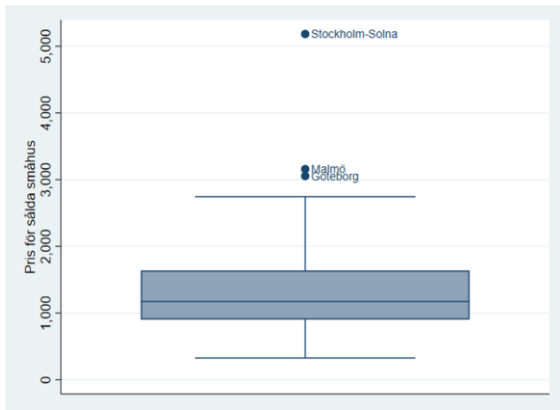 Pris för sålda småhus
5,000
4,000
3,000
2,000
1,000
0
Stockholm-Solna
Malmö
Göteborg